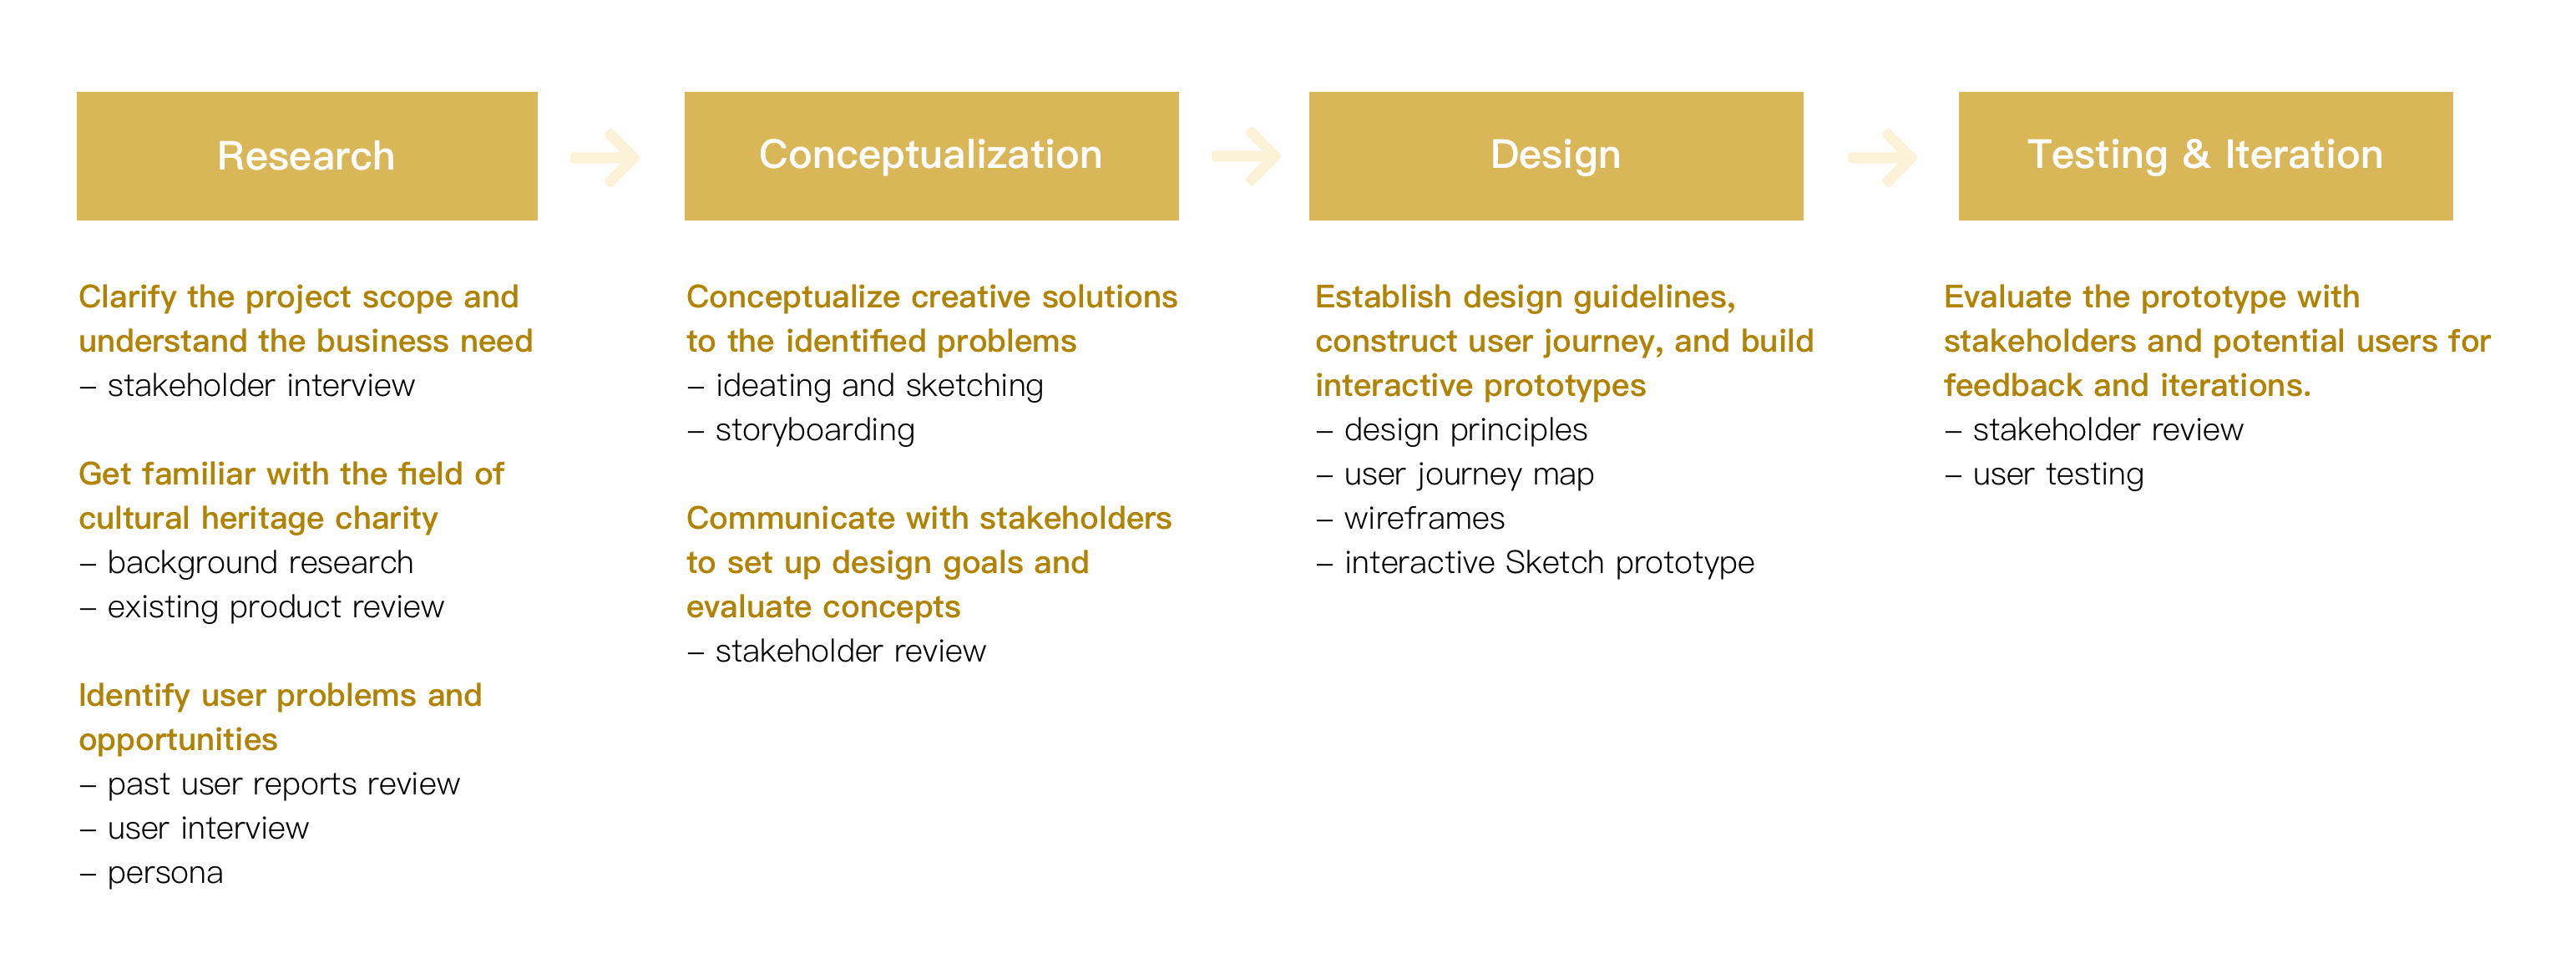 Research
Clarify the project scope and
understand the business need
– stakeholder interview
Get familiar with the field of
cultural heritage charity
– background research
– existing product review
Identify user problems and
opportunities
– past user reports review
– user interview
– persona
Conceptualization
Conceptualize creative solutions
to the identified problems
– ideating and sketching
– storyboarding
Communicate with stakeholders
to set up design goals and
evaluate concepts
– stakeholder review
Design
Establish design guidelines,
construct user journey, and build
interactive prototypes
– design principles
– user journey map
– wireframes
– interactive Sketch prototype
Testing & Iteration
Evaluate the prototype with
stakeholders and potential users for
feedback and iterations.
– stakeholder review
– user testing